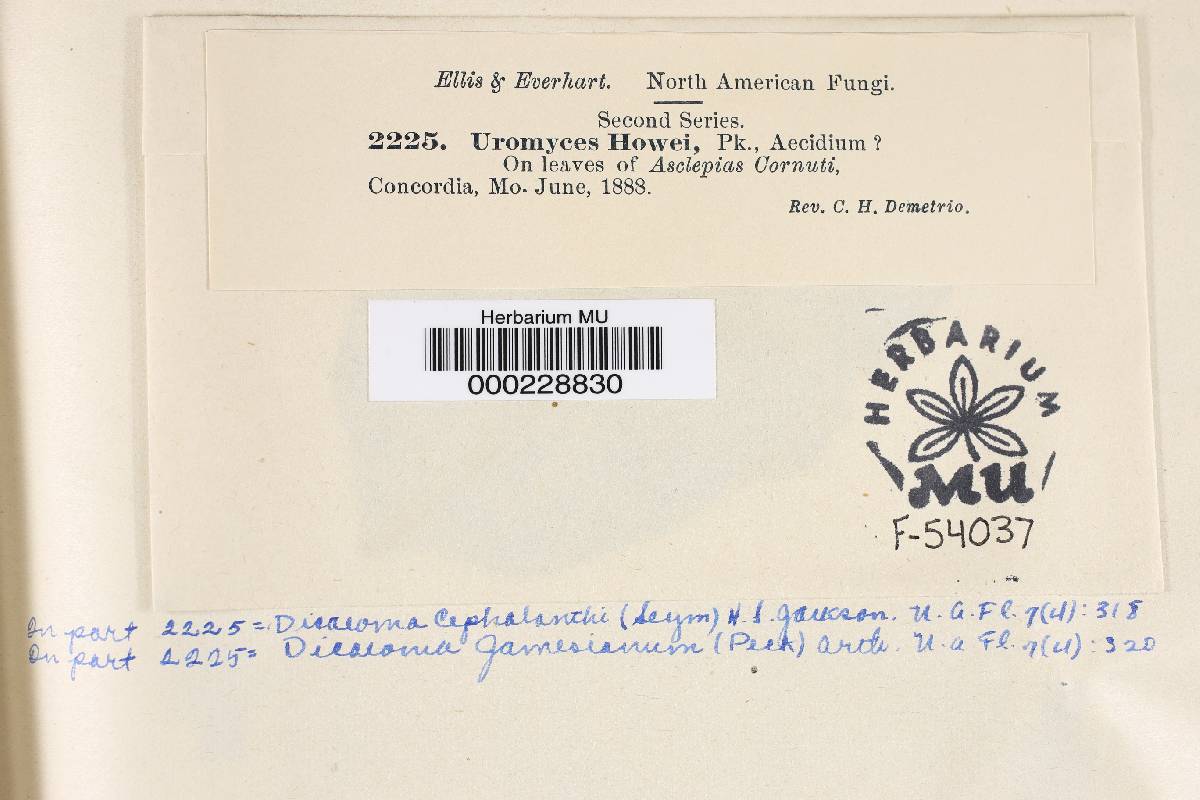 Ellis & Everhart. North American Fungi.
Second Series.
2225. Uromyces Howei, Pk., Aecidium ?
On leaves of Asclepias Cornuti,
Concordia, Mo. June, 1888.
Rev. C. H. Demetrio.
Herbarium MU
000228830
HERBARIUM
MU
F-54037
In part 2225 = Dicaeoma Cephalanthi (Seym) H. S. Jackson. N. A. Fl. 7(4): 318
In part 2225 = Dicaeoma Jamesianum (Peck) Arth. N. A Fl. 7(4): 320